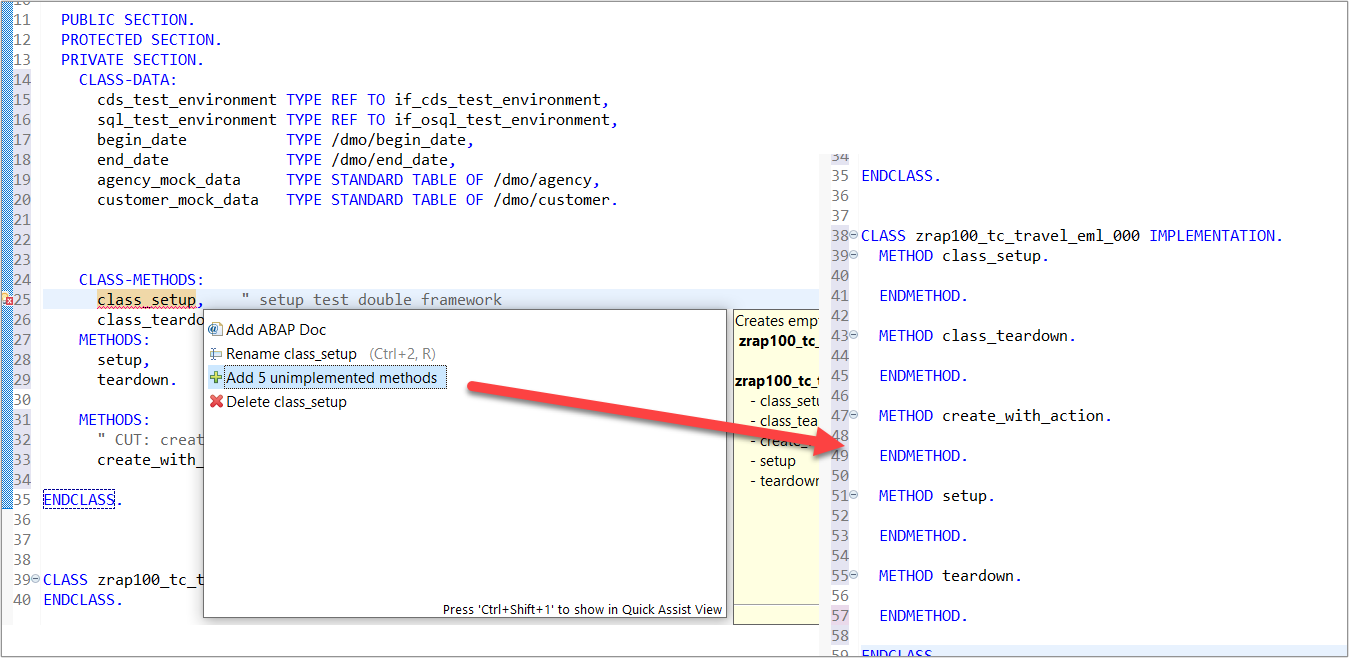 11 PUBLIC SECTION.
12 PROTECTED SECTION.
13 PRIVATE SECTION.
14 CLASS-DATA:
15 cds_test_environment TYPE REF TO if_cds_test_environment,
16 sql_test_environment TYPE REF TO if_osql_test_environment,
17 begin_date TYPE /dmo/begin_date,
18 end_date TYPE /dmo/end_date,
19 agency_mock_data TYPE STANDARD TABLE OF /dmo/agency,
20 customer_mock_data TYPE STANDARD TABLE OF /dmo/customer.
21
22
23
24 CLASS-METHODS:
25 class_setup, " setup test double framework
26 class_teardo
27 METHODS:
28 setup,
29 teardown.
30
31 METHODS:
32 " CUT: creat
33 create_with_
34
35 ENDCLASS.
36
37
38
39 CLASS zrap100_tc_t
40 ENDCLASS.
Add ABAP Doc
Rename class_setup (Ctrl+2, R)
Add 5 unimplemented methods
Delete class_setup
Press 'Ctrl+Shift+1' to show in Quick Assist View
Creates emp
zrap100_tc_
zrap100_tc_t
- class_setu
- class_tea
- create_
- setup
- teardown
34
35 ENDCLASS.
36
37
38 CLASS zrap100_tc_travel_eml_000 IMPLEMENTATION.
39 METHOD class_setup.
40
41 ENDMETHOD.
42
43 METHOD class_teardown.
44
45 ENDMETHOD.
46
47 METHOD create_with_action.
48
49 ENDMETHOD.
50
51 METHOD setup.
52
53 ENDMETHOD.
54
55 METHOD teardown.
56
57 ENDMETHOD.
58
59 ENDCLASS